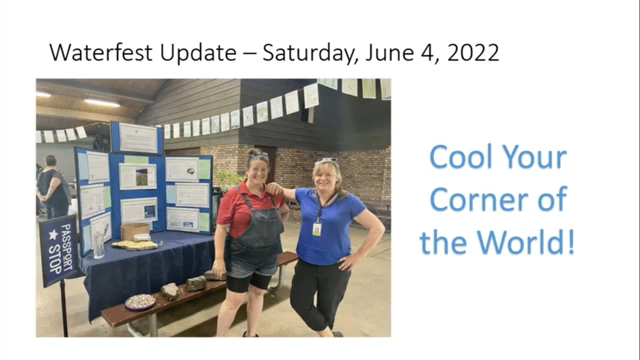 Waterfest Update – Saturday, June 4, 2022
Cool Your
Corner of
the World!
PASSPORT
STOP